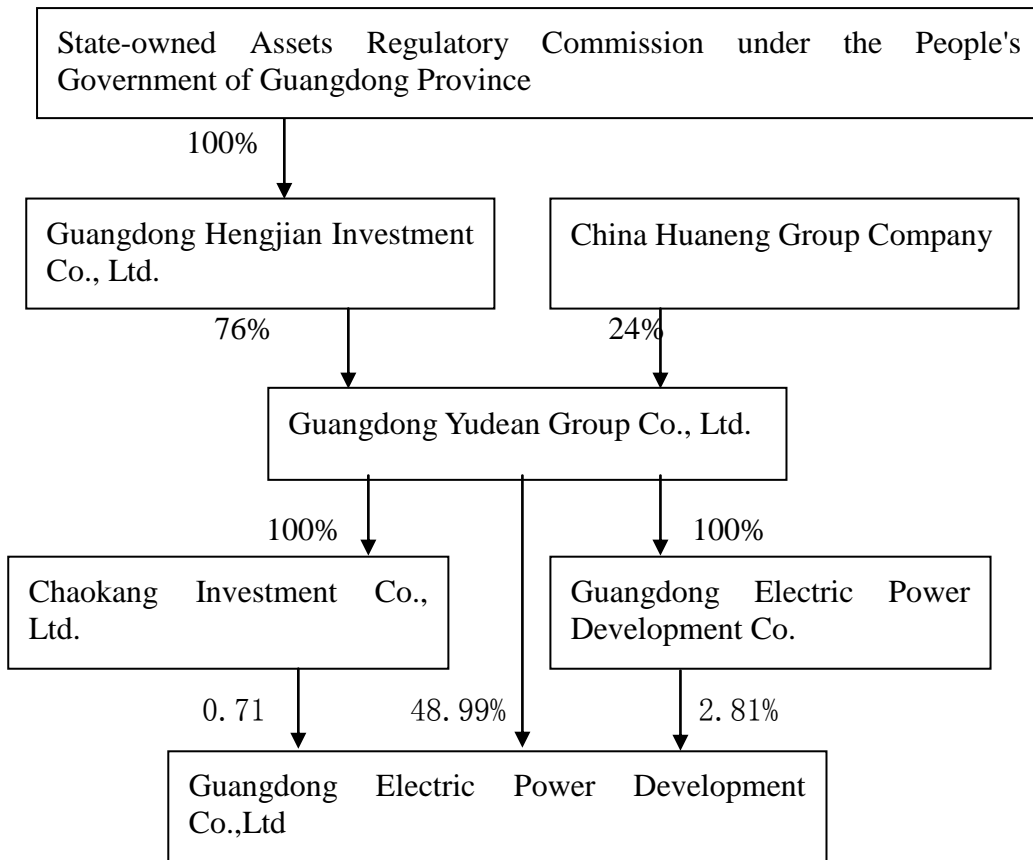 State-owned Assets Regulatory Commission under the People's
Government of Guangdong Province
100%
Guangdong Hengjian Investment
Co., Ltd.
China Huaneng Group Company
76%
24%
Guangdong Yudean Group Co., Ltd.
100%
100%
Chaokang Investment Co.,
Ltd.
Guangdong Electric Power
Development Co.
0.71
48.99%
2.81%
Guangdong Electric Power Development
Co.,Ltd